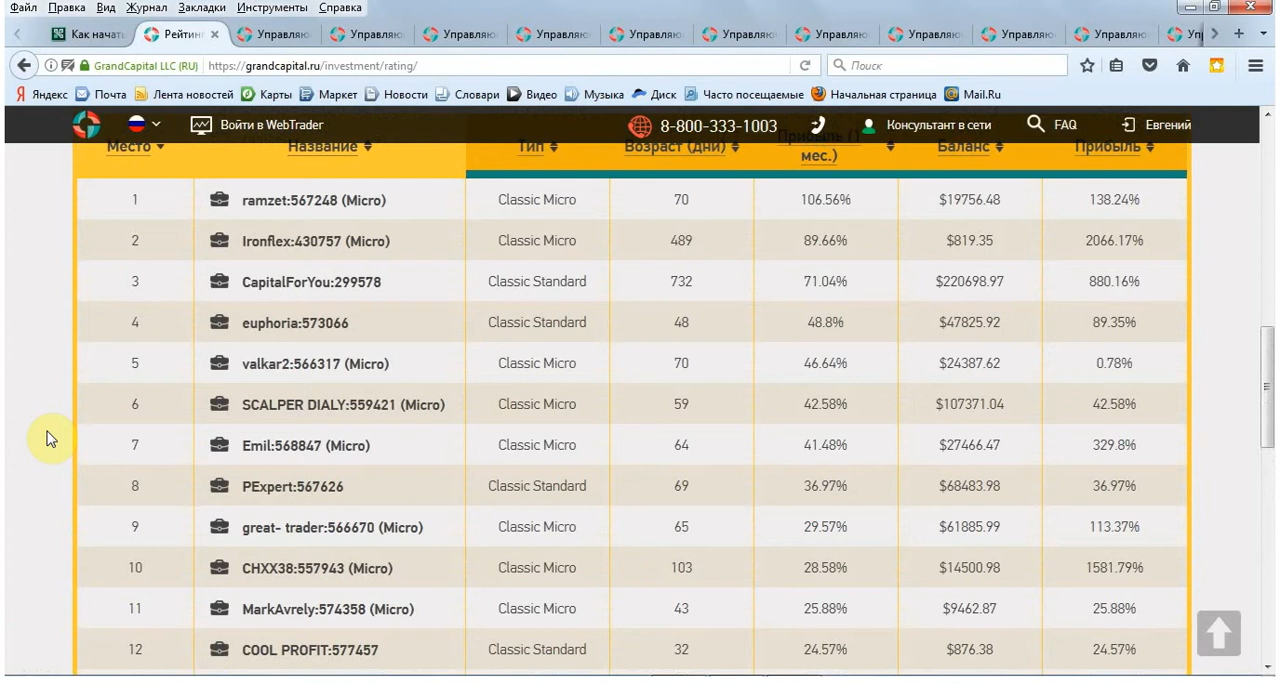 Файл Правка Вид Журнал Закладки Инструменты Справка
Как начать Рейтинг Управляю Управляю Управляю Управляю Управляю Управляю Управляю Управляю Управляю Управляю Уп
GrandCapital LLC (RU) https://grandcapital.ru/investment/rating/ Поиск
Яндекс Почта Лента новостей Карты Маркет Новости Словари Видео Музыка Диск Часто посещаемые Начальная страница Mail.Ru
Войти в WebTrader 8-800-333-1003 Консультант в сети FAQ Евгений
Место Название Тип Возраст (дни) Прибыль (1 мес.) Баланс Прибыль
1 ramzet:567248 (Micro) Classic Micro 70 106.56% $19756.48 138.24%
2 Ironflex:430757 (Micro) Classic Micro 489 89.66% $819.35 2066.17%
3 CapitalForYou:299578 Classic Standard 732 71.04% $220698.97 880.16%
4 euphoria:573066 Classic Standard 48 48.8% $47825.92 89.35%
5 valkar2:566317 (Micro) Classic Micro 70 46.64% $24387.62 0.78%
6 SCALPER DIALY:559421 (Micro) Classic Micro 59 42.58% $107371.04 42.58%
7 Emil:568847 (Micro) Classic Micro 64 41.48% $27466.47 329.8%
8 PExpert:567626 Classic Standard 69 36.97% $68483.98 36.97%
9 great- trader:566670 (Micro) Classic Micro 65 29.57% $61885.99 113.37%
10 CHXX38:557943 (Micro) Classic Micro 103 28.58% $14500.98 1581.79%
11 MarkAvrely:574358 (Micro) Classic Micro 43 25.88% $9462.87 25.88%
12 COOL PROFIT:577457 Classic Standard 32 24.57% $876.38 24.57%